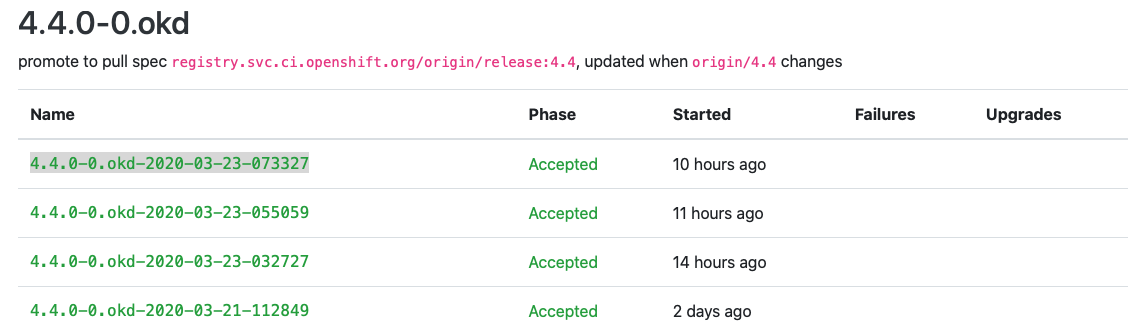 4.4.0-0.okd
promote to pull spec registry.svc.ci.openshift.org/origin/release:4.4, updated when origin/4.4 changes
Name Phase Started Failures Upgrades
4.4.0-0.okd-2020-03-23-073327 Accepted 10 hours ago
4.4.0-0.okd-2020-03-23-055059 Accepted 11 hours ago
4.4.0-0.okd-2020-03-23-032727 Accepted 14 hours ago
4.4.0-0.okd-2020-03-21-112849 Accepted 2 days ago